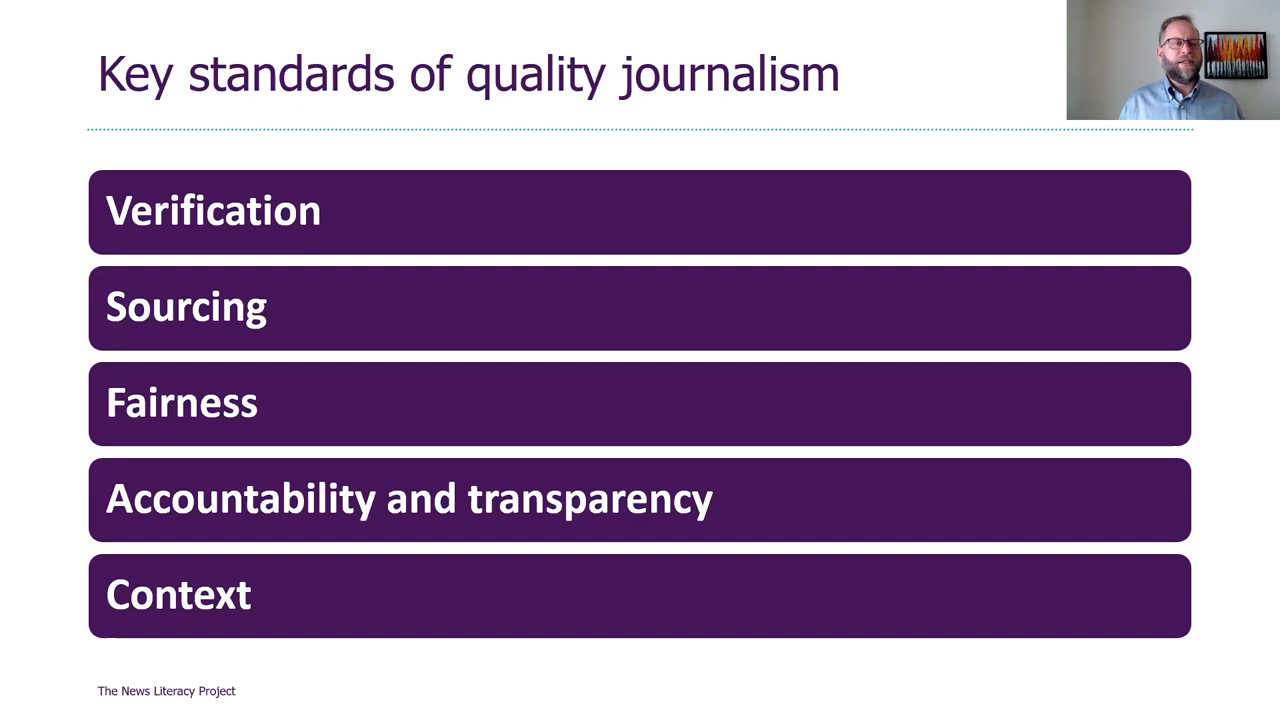 Key standards of quality journalism
Verification
Sourcing
Fairness
Accountability and transparency
Context
The News Literacy Project